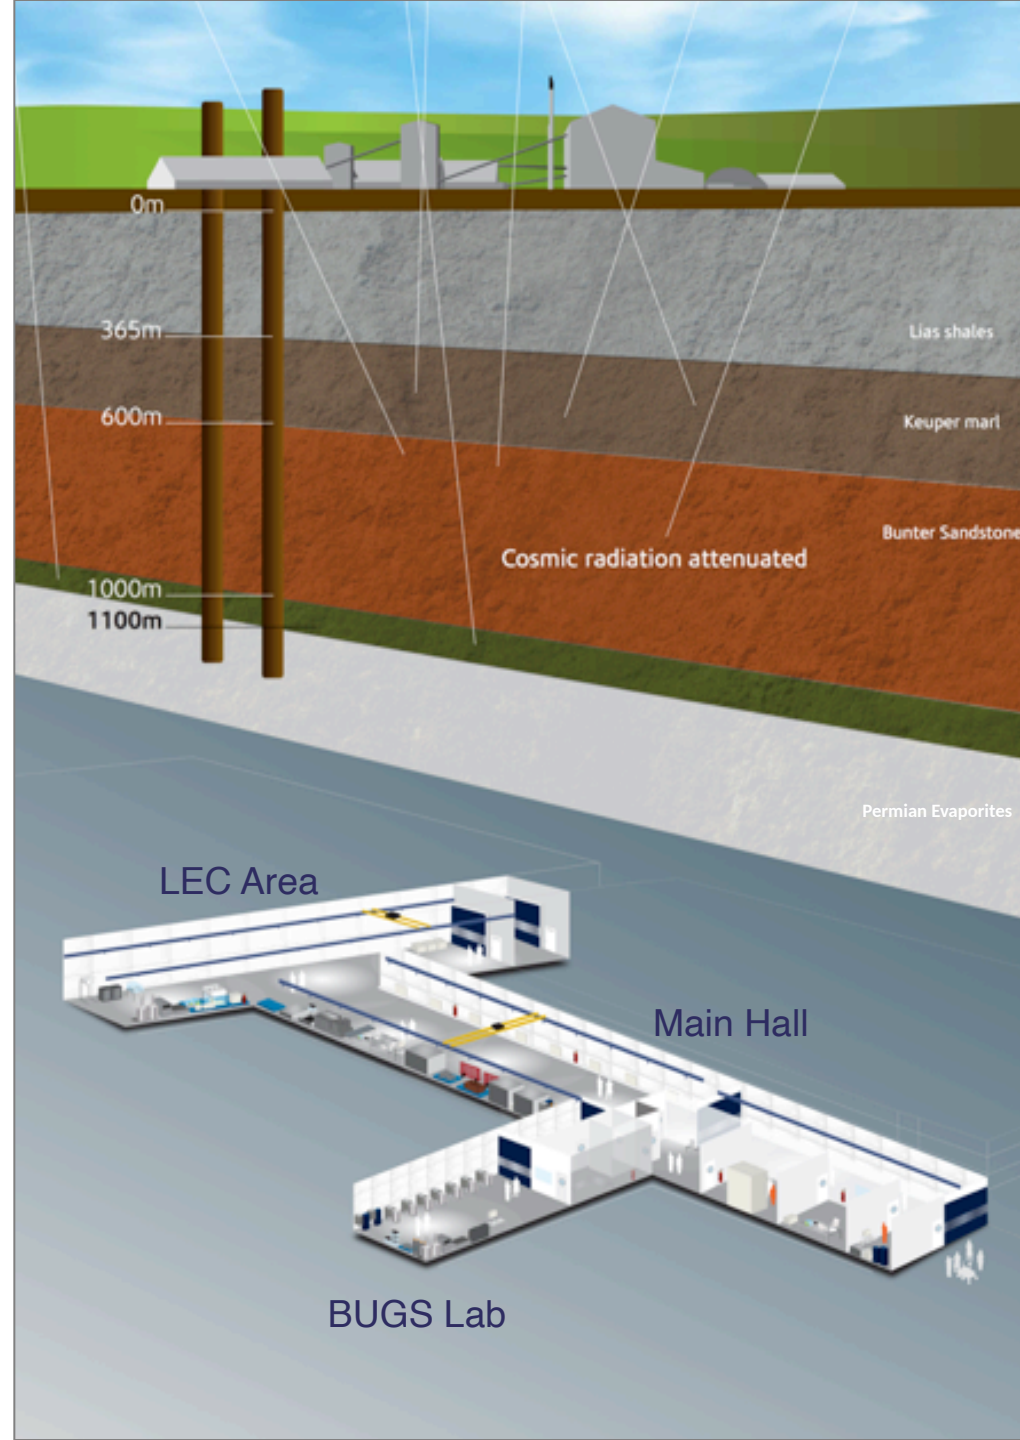 0m
365m
Lias shales
Keuper marl
600m
Bunter Sandstone
Cosmic radiation attenuated
1000m
1100m
Permian Evaporites
LEC Area
Main Hall
BUGS Lab